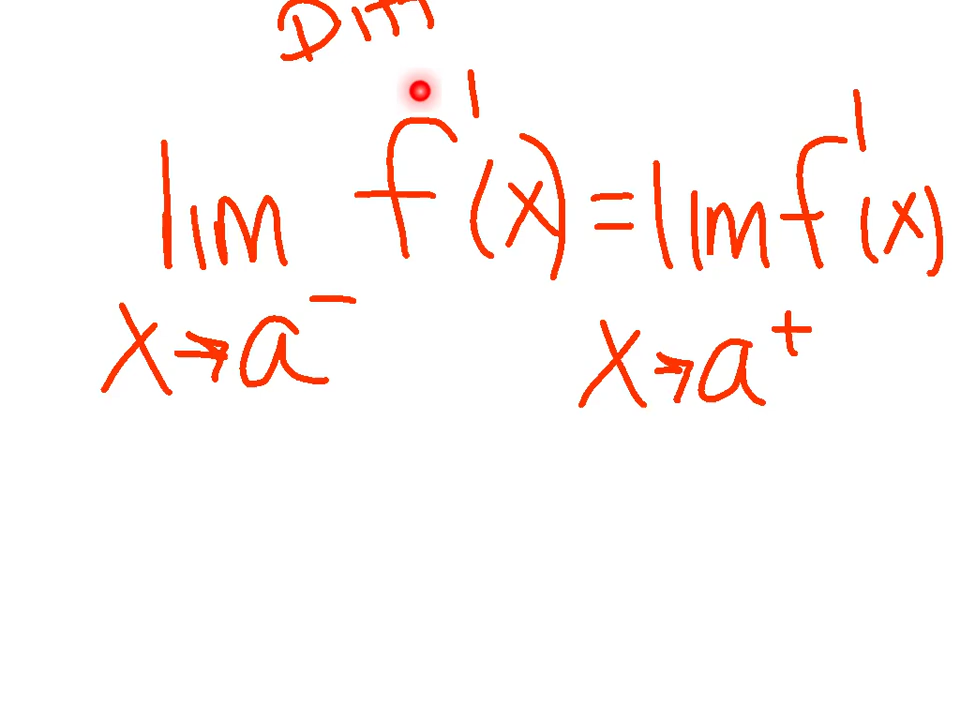 Diff
lim f'(x) = lim f'(x)
x→a⁻ x→a⁺